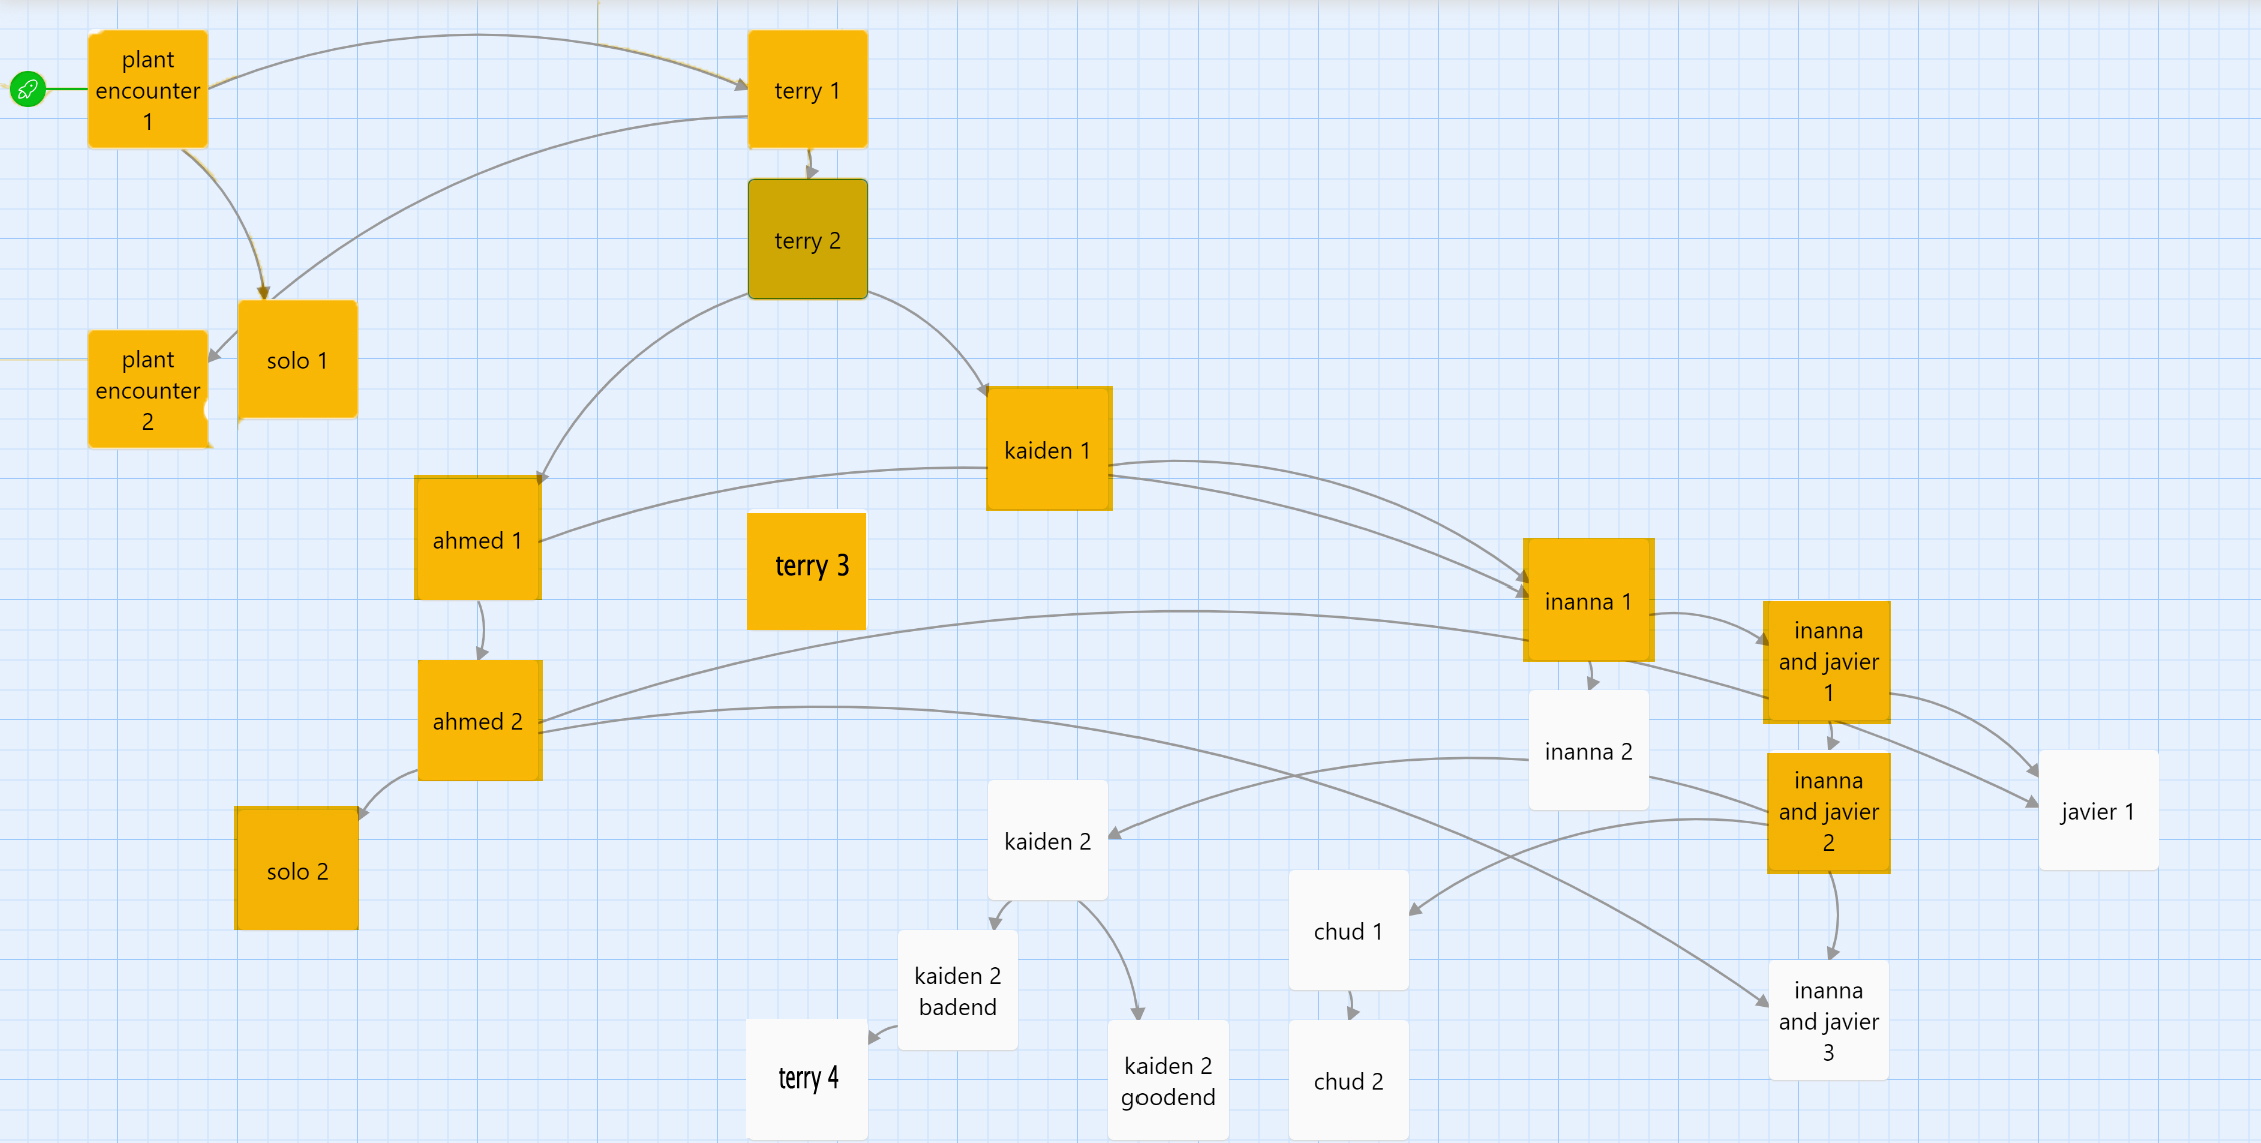 plant
encounter
1
terry 1
terry 2
plant
encounter
2
solo 1
kaiden 1
ahmed 1
terry 3
inanna 1
inanna
and javier
1
ahmed 2
inanna 2
inanna
and javier
2
javier 1
kaiden 2
solo 2
chud 1
kaiden 2
badend
inanna
and javier
3
terry 4
kaiden 2
goodend
chud 2